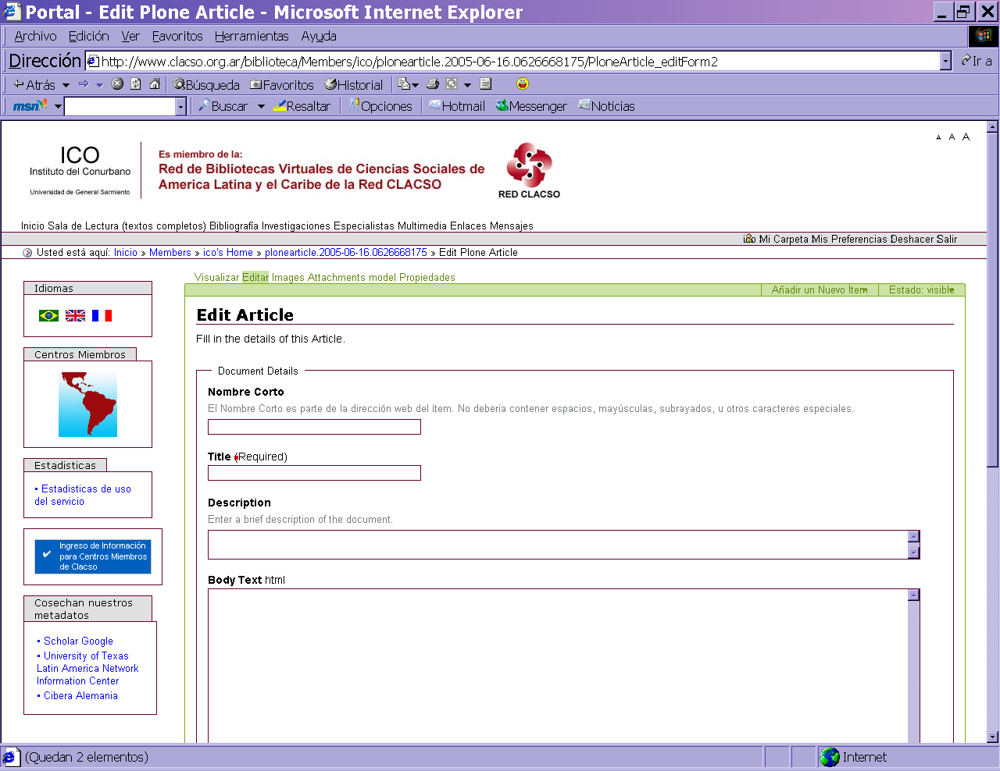 Portal - Edit Plone Article - Microsoft Internet Explorer
Archivo Edición Ver Favoritos Herramientas Ayuda
Dirección http://www.clacso.org.ar/biblioteca/Members/ico/plonearticle.2005-06-16.0626668175/PloneArticle_editForm2 Ir a
Atrás Búsqueda Favoritos Historial
msn Buscar Resaltar Opciones Hotmail Messenger Noticias
A A A
ICO
Instituto del Conurbano
Universidad de General Sarmiento
Es miembro de la:
Red de Bibliotecas Virtuales de Ciencias Sociales de
America Latina y el Caribe de la Red CLACSO
RED CLACSO
Inicio Sala de Lectura (textos completos) Bibliografía Investigaciones Especialistas Multimedia Enlaces Mensajes
ico Mi Carpeta Mis Preferencias Deshacer Salir
Usted está aquí: Inicio » Members » ico's Home » plonearticle.2005-06-16.0626668175 » Edit Plone Article
Idiomas
Centros Miembros
Estadisticas
▪ Estadisticas de uso
del servicio
Ingreso de Información
para Centros Miembros
de Clacso
Cosechan nuestros
metadatos
▪ Scholar Google
▪ University of Texas
Latin America Network
Information Center
▪ Cibera Alemania
Visualizar Editar Images Attachments model Propiedades
Añadir un Nuevo Ítem Estado: visible
Edit Article
Fill in the details of this Article.
Document Details
Nombre Corto
El Nombre Corto es parte de la dirección web del ítem. No debería contener espacios, mayúsculas, subrayados, u otros caracteres especiales.
Title (Required)
Description
Enter a brief description of the document.
Body Text html
(Quedan 2 elementos) Internet